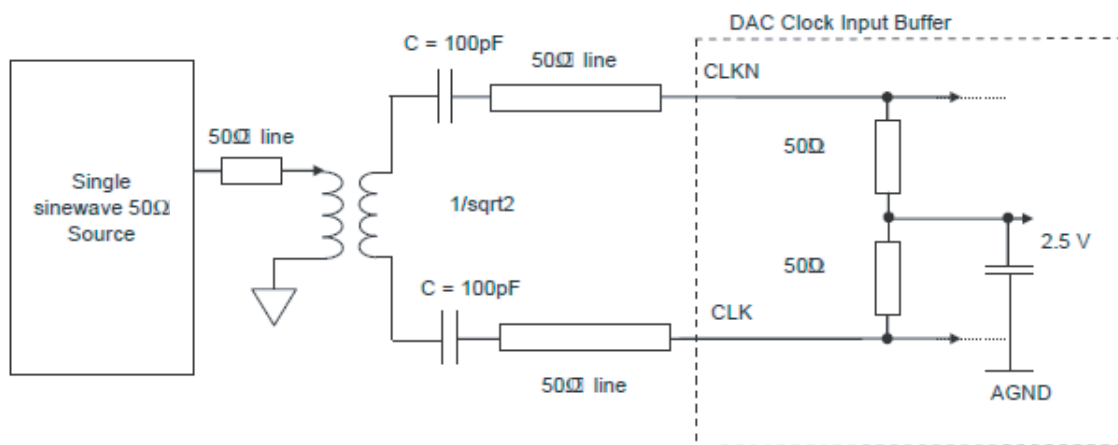 DAC Clock Input Buffer
C = 100pF
50Ω line
CLKN
50Ω line
50Ω
Single
sinewave 50Ω
Source
1/sqrt2
2.5 V
50Ω
C = 100pF
CLK
50Ω line
AGND